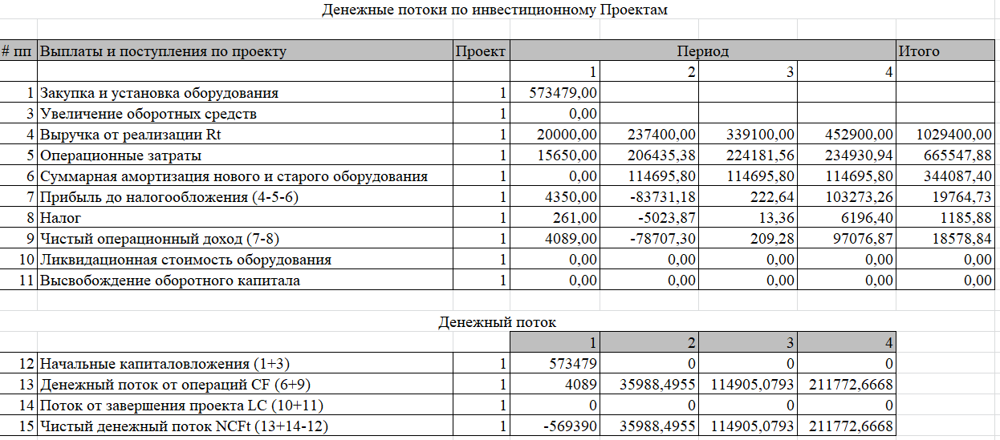 Денежные потоки по инвестиционному Проектам
# пп Выплаты и поступления по проекту Проект Период Итого
1 2 3 4
1 Закупка и установка оборудования 1 573479,00
3 Увеличение оборотных средств 1 0,00
4 Выручка от реализации Rt 1 20000,00 237400,00 339100,00 452900,00 1029400,00
5 Операционные затраты 1 15650,00 206435,38 224181,56 234930,94 665547,88
6 Суммарная амортизация нового и старого оборудования 1 0,00 114695,80 114695,80 114695,80 344087,40
7 Прибыль до налогообложения (4-5-6) 1 4350,00 -83731,18 222,64 103273,26 19764,73
8 Налог 1 261,00 -5023,87 13,36 6196,40 1185,88
9 Чистый операционный доход (7-8) 1 4089,00 -78707,30 209,28 97076,87 18578,84
10 Ликвидационная стоимость оборудования 1 0,00 0,00 0,00 0,00 0,00
11 Высвобождение оборотного капитала 1 0,00 0,00 0,00 0,00 0,00
Денежный поток
1 2 3 4
12 Начальные капиталовложения (1+3) 1 573479 0 0 0
13 Денежный поток от операций CF (6+9) 1 4089 35988,4955 114905,0793 211772,6668
14 Поток от завершения проекта LC (10+11) 1 0 0 0 0
15 Чистый денежный поток NCFt (13+14-12) 1 -569390 35988,4955 114905,0793 211772,6668